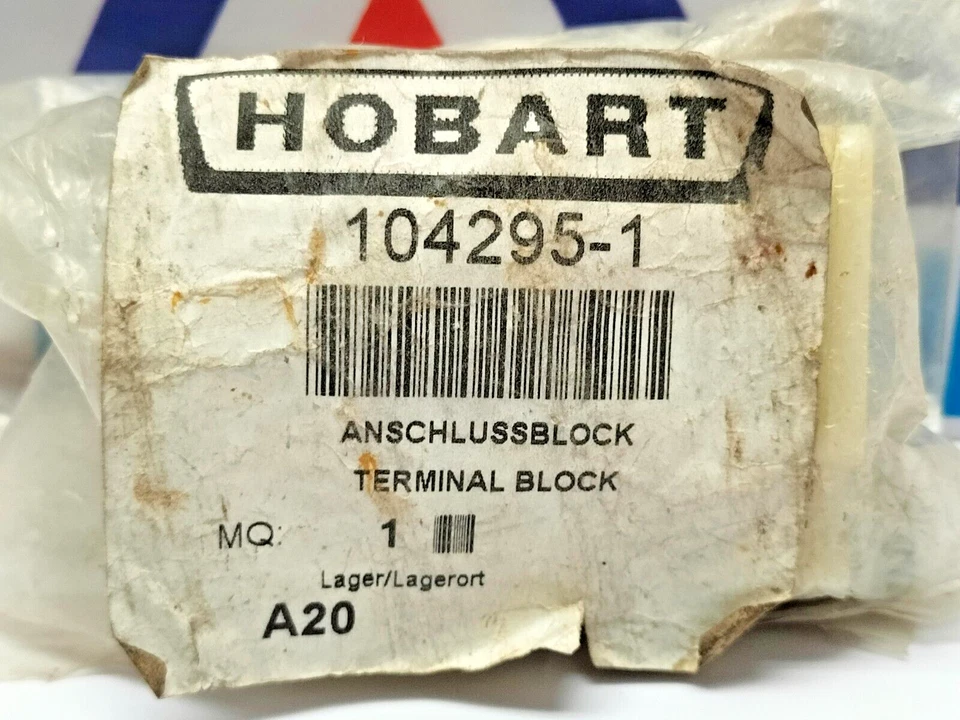 HOBART
104295-1
ANSCHLUSSBLOCK
TERMINAL BLOCK
MQ: 1
Lager/Lagerort
A20